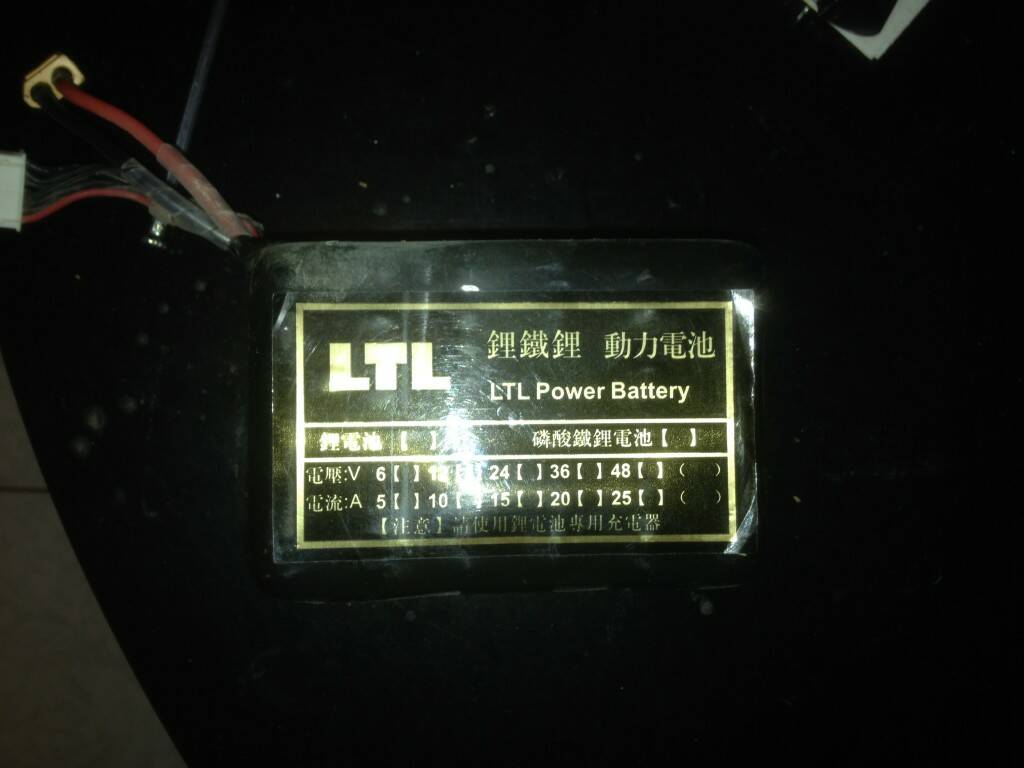 LTL
鋰鐵鋰 動力電池
LTL Power Battery
鋰電池【 】 磷酸鐵鋰電池【 】
電壓:V 6【 】12【 】24【 】36【 】48【 】（ ）
電流:A 5【 】10【 】15【 】20【 】25【 】（ ）
【注意】請使用鋰電池專用充電器